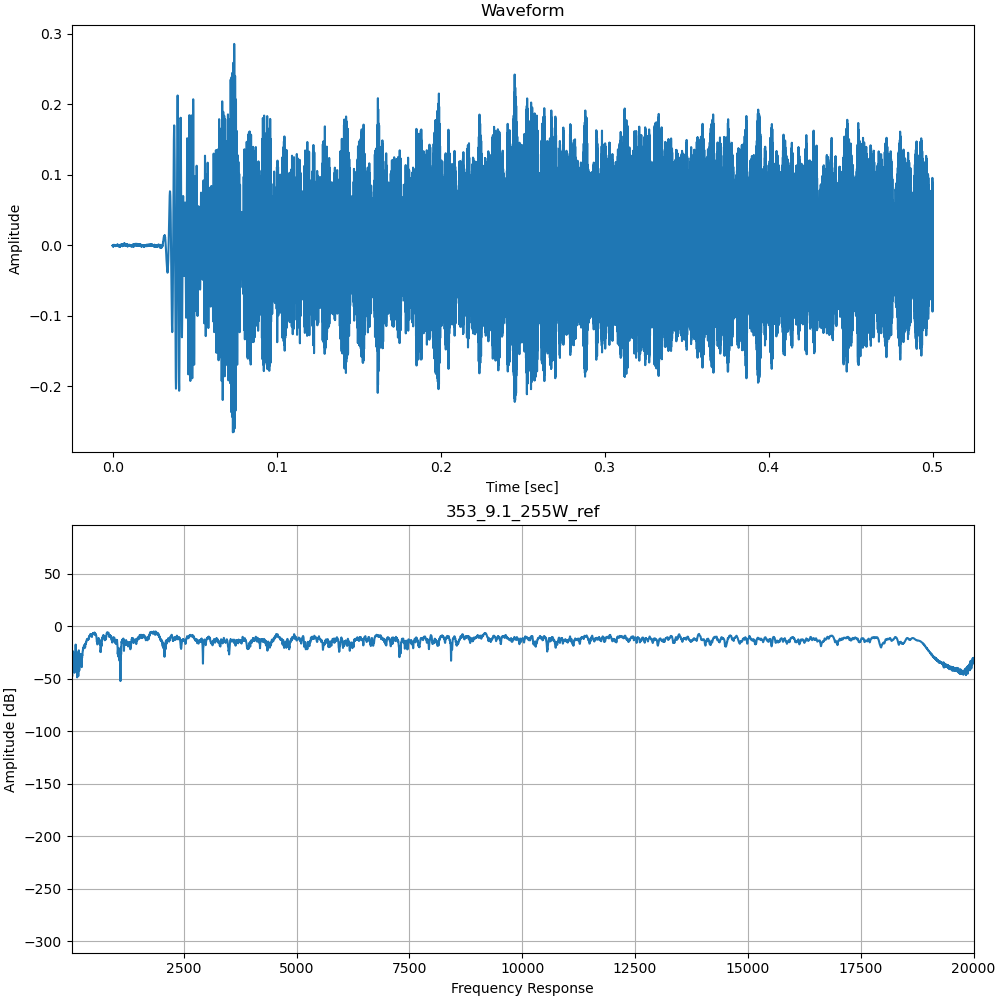 Waveform
0.3
0.2
0.1
0.0
−0.1
−0.2
Amplitude
0.0 0.1 0.2 0.3 0.4 0.5
Time [sec]
353_9.1_255W_ref
50
0
−50
−100
−150
−200
−250
−300
Amplitude [dB]
2500 5000 7500 10000 12500 15000 17500 20000
Frequency Response